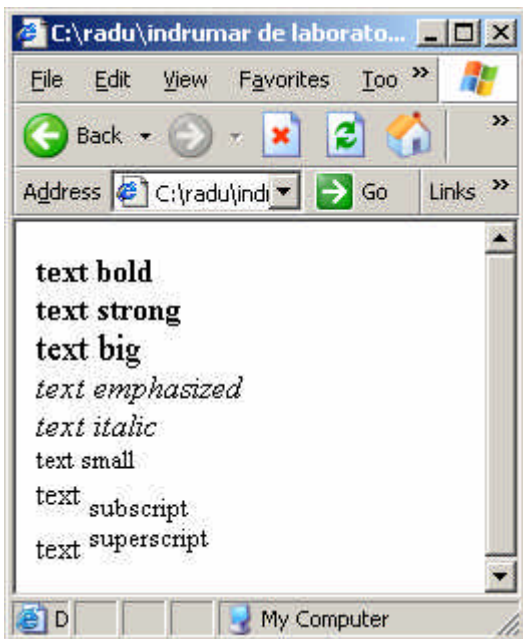 C:\radu\indrumar de laborato...
File Edit View Favorites Too »
Back »
Address C:\radu\indi Go Links »
text bold
text strong
text big
text emphasized
text italic
text small
text subscript
text superscript
D My Computer